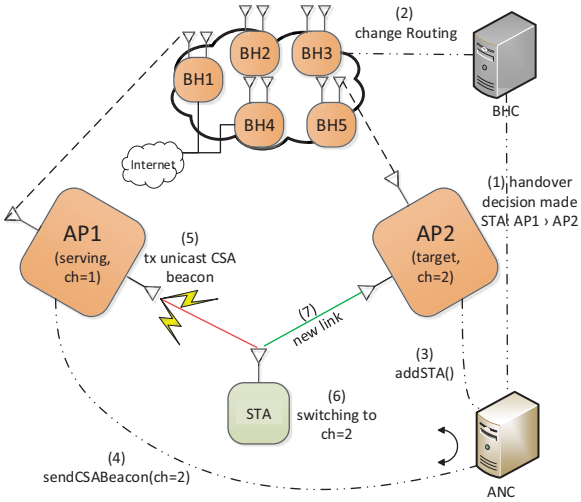 (2)
change Routing
BH2
BH3
BH1
BH4
BH5
BHC
Internet
(1) handover
decision made
STA: AP1 › AP2
AP1
(serving,
ch=1)
(5)
tx unicast CSA
beacon
AP2
(target,
ch=2)
(7)
new link
(3)
addSTA()
STA
(6)
switching to
ch=2
(4)
sendCSABeacon(ch=2)
ANC